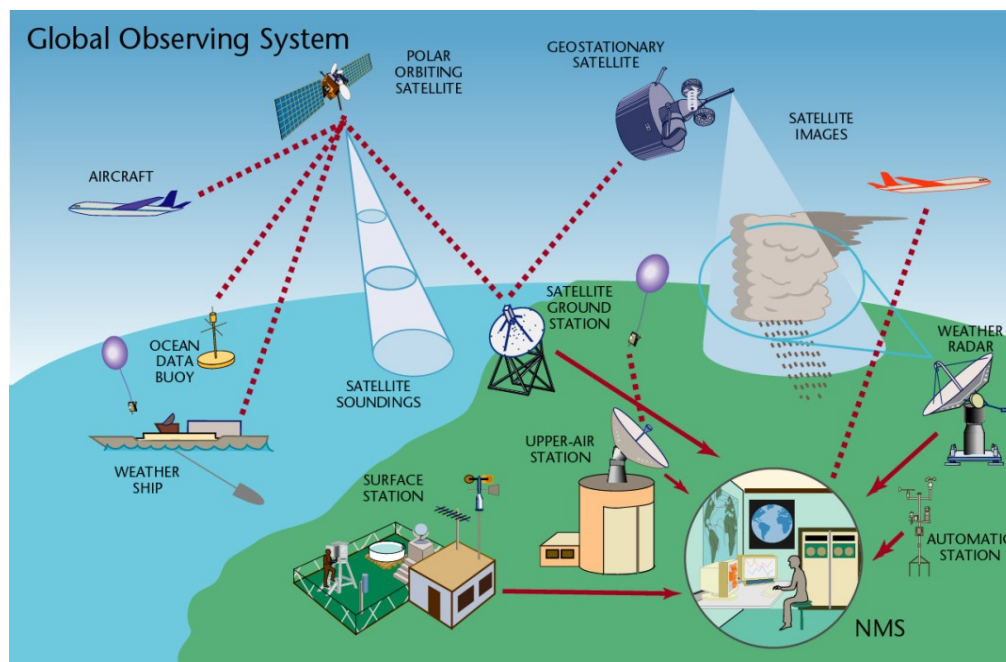 Global Observing System
POLAR
ORBITING
SATELLITE
GEOSTATIONARY
SATELLITE
SATELLITE
IMAGES
AIRCRAFT
OCEAN
DATA
BUOY
SATELLITE
SOUNDINGS
SATELLITE
GROUND
STATION
WEATHER
RADAR
WEATHER
SHIP
UPPER-AIR
STATION
SURFACE
STATION
AUTOMATIC
STATION
NMS